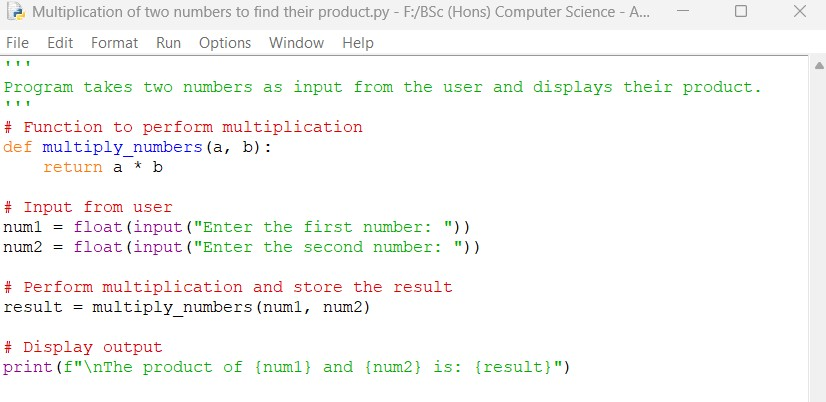 Multiplication of two numbers to find their product.py - F:/BSc (Hons) Computer Science - A...
File Edit Format Run Options Window Help
'''
Program takes two numbers as input from the user and displays their product.
'''
# Function to perform multiplication
def multiply_numbers(a, b):
    return a * b

# Input from user
num1 = float(input("Enter the first number: "))
num2 = float(input("Enter the second number: "))

# Perform multiplication and store the result
result = multiply_numbers(num1, num2)

# Display output
print(f"\nThe product of {num1} and {num2} is: {result}")